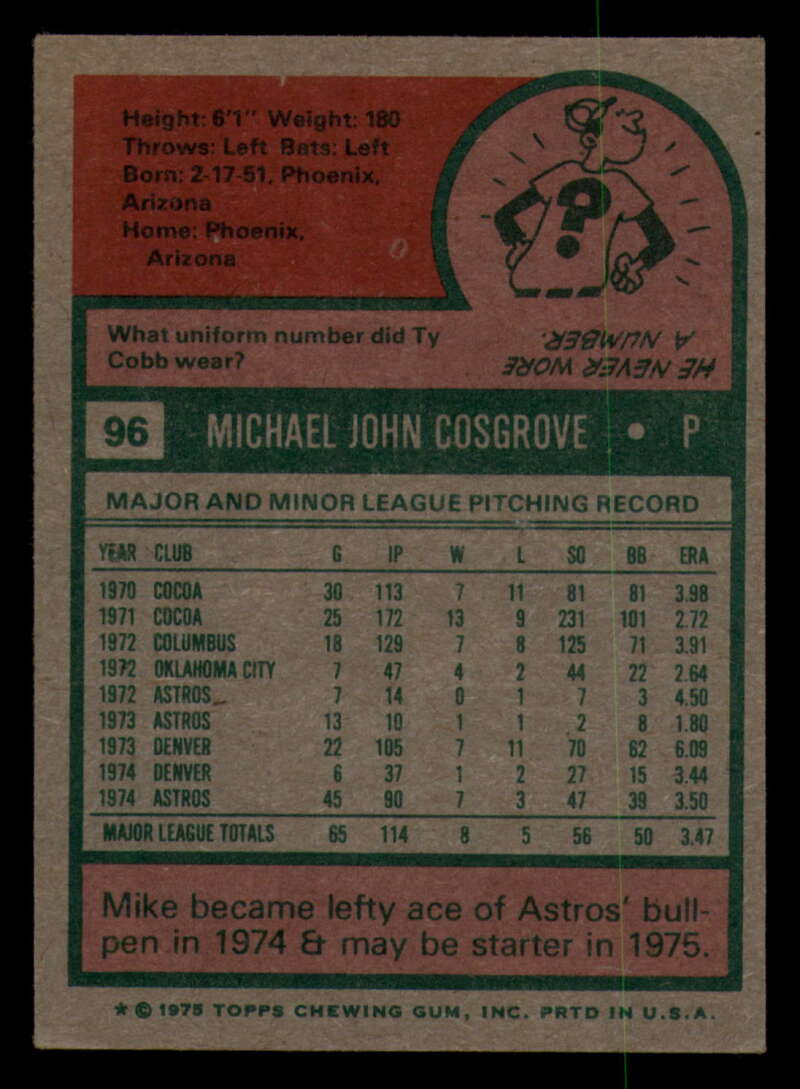 Height: 6'1" Weight: 180
Throws: Left Bats: Left
Born: 2-17-51, Phoenix,
Arizona
Home: Phoenix,
Arizona
?
What uniform number did Ty
Cobb wear?
HE NEVER WORE
A NUMBER.
96 MICHAEL JOHN COSGROVE • P
MAJOR AND MINOR LEAGUE PITCHING RECORD
YEAR CLUB G IP W L SO BB ERA
1970 COCOA 30 113 7 11 81 81 3.98
1971 COCOA 25 172 13 9 231 101 2.72
1972 COLUMBUS 18 129 7 8 125 71 3.91
1972 OKLAHOMA CITY 7 47 4 2 44 22 2.64
1972 ASTROS 7 14 0 1 7 3 4.50
1973 ASTROS 13 10 1 1 2 8 1.80
1973 DENVER 22 105 7 11 70 62 6.09
1974 DENVER 6 37 1 2 27 15 3.44
1974 ASTROS 45 90 7 3 47 39 3.50
MAJOR LEAGUE TOTALS 65 114 8 5 56 50 3.47
Mike became lefty ace of Astros' bull-
pen in 1974 & may be starter in 1975.
* © 1975 TOPPS CHEWING GUM, INC. PRTD IN U.S.A.